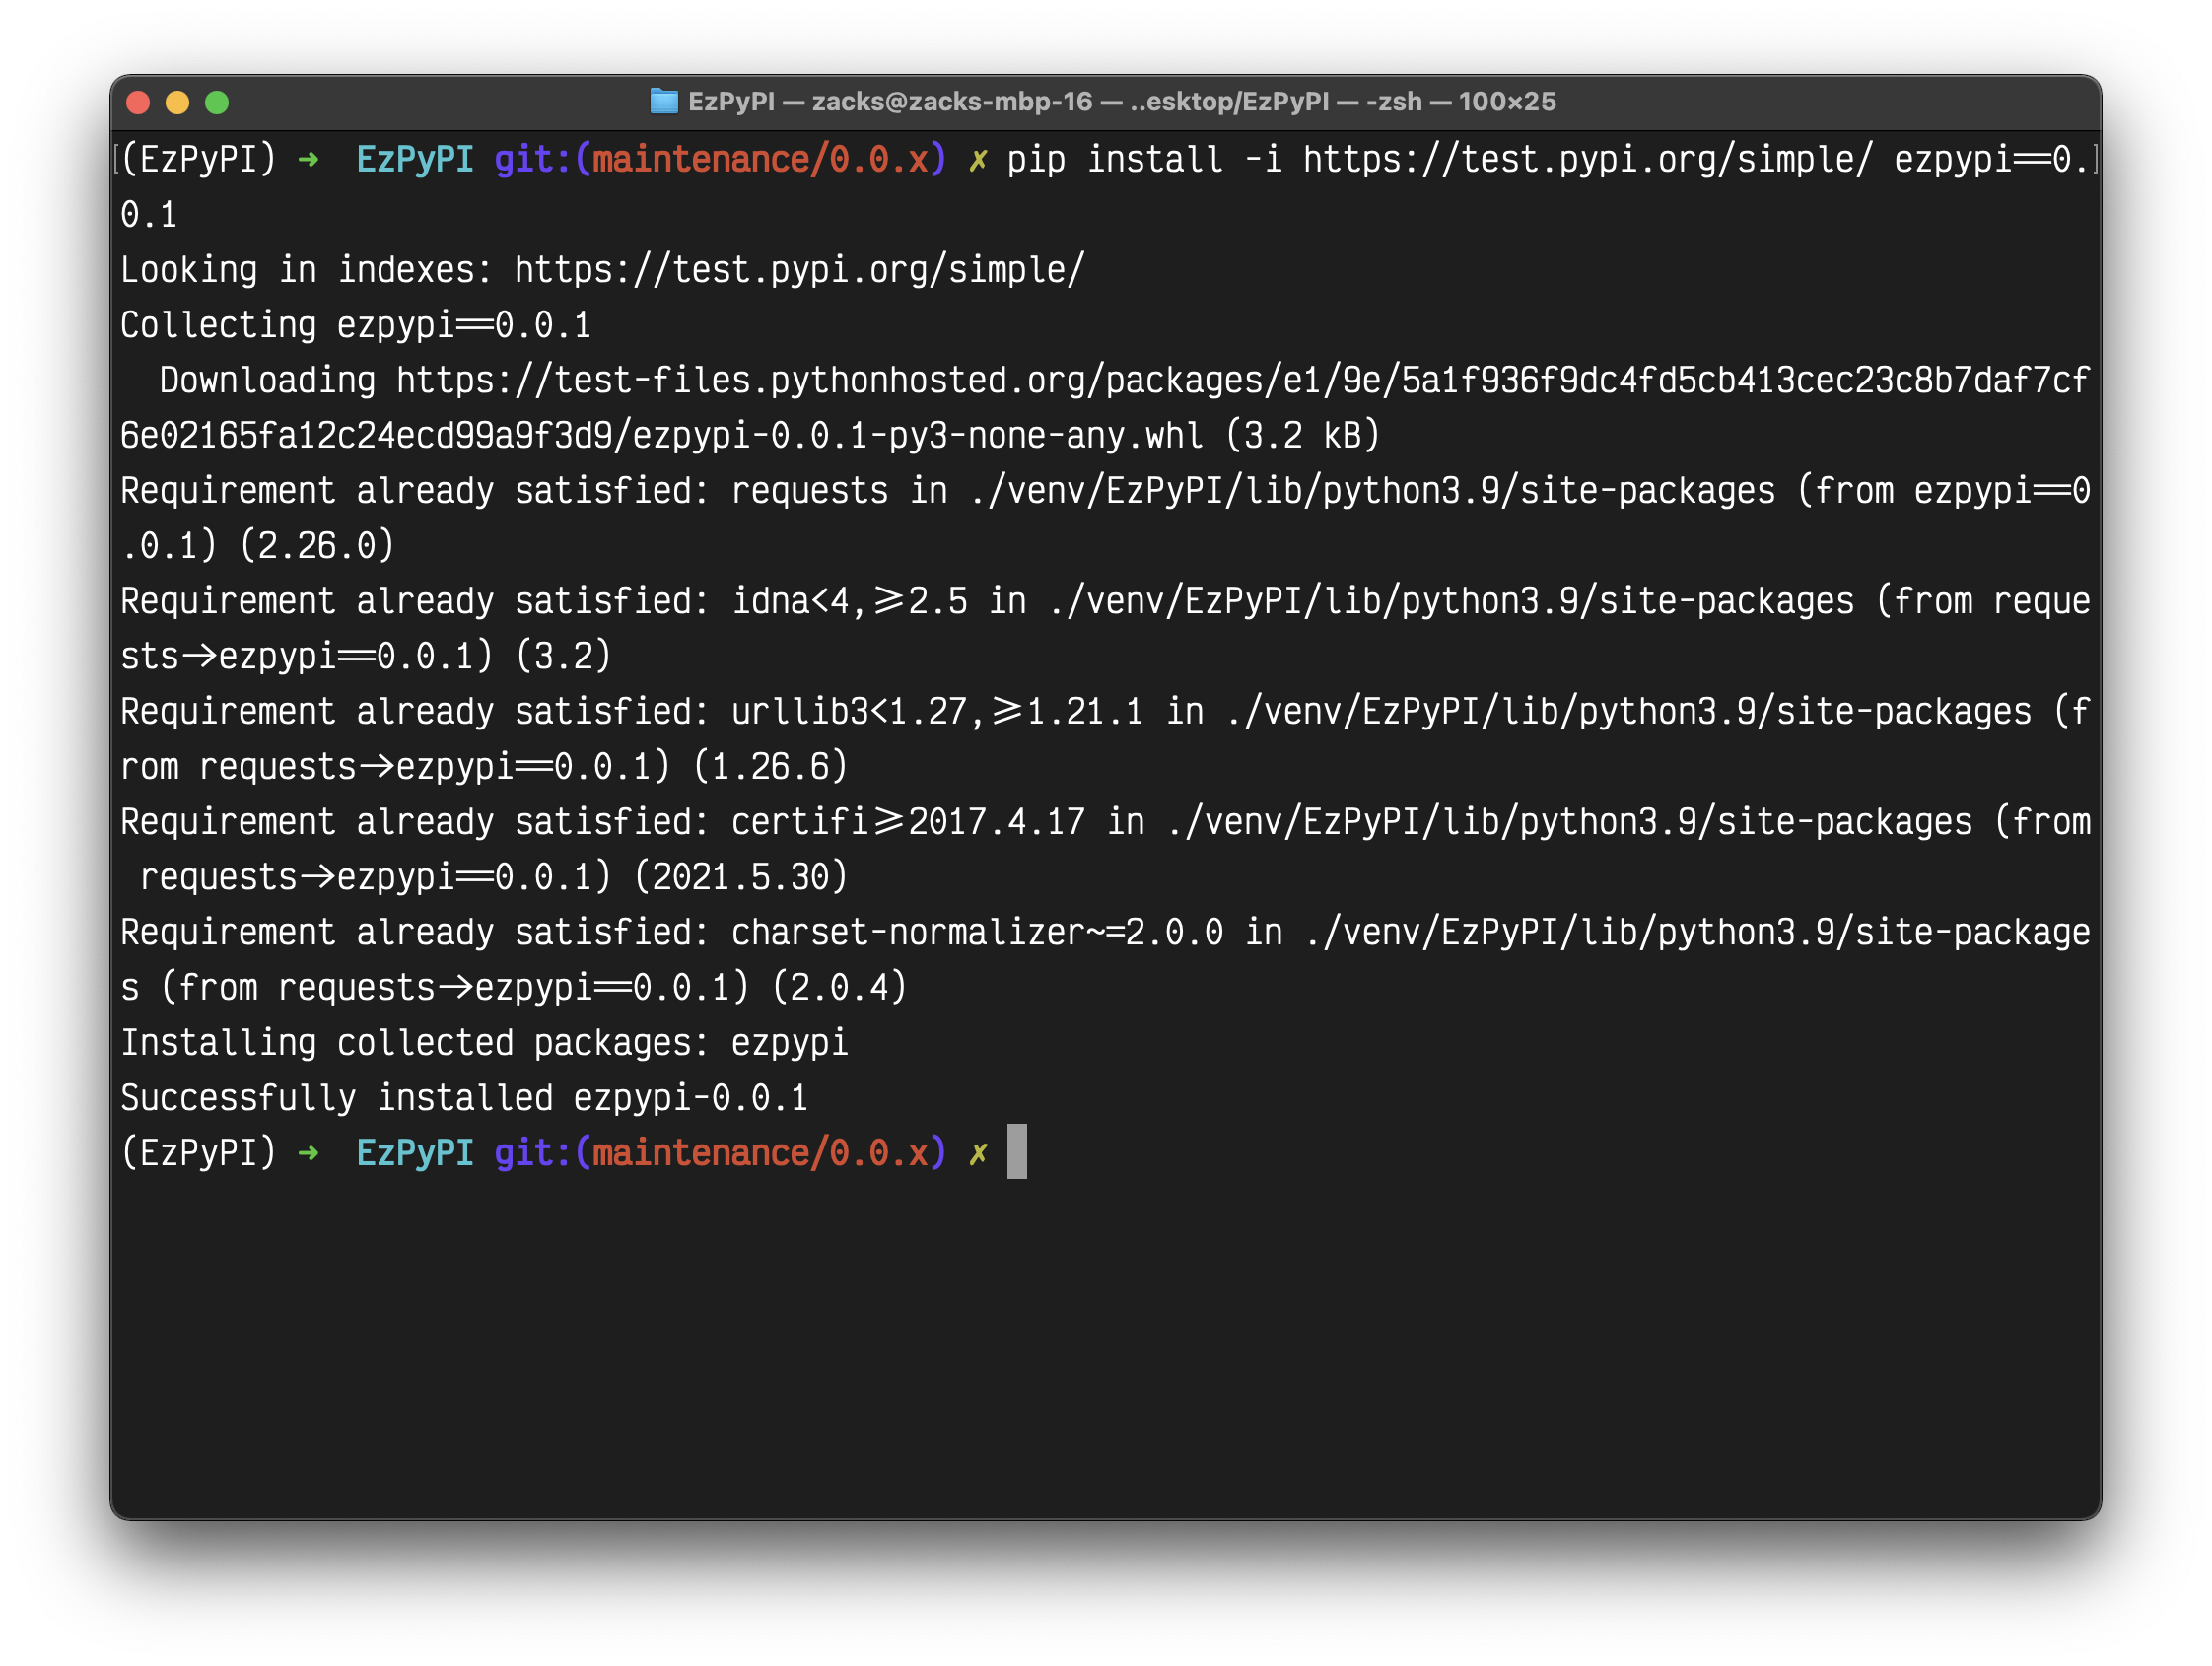 EzPyPI — zacks@zacks-mbp-16 — ..esktop/EzPyPI — -zsh — 100×25
(EzPyPI) ➜  EzPyPI git:(maintenance/0.0.x) ✗ pip install -i https://test.pypi.org/simple/ ezpypi==0.
0.1
Looking in indexes: https://test.pypi.org/simple/
Collecting ezpypi==0.0.1
  Downloading https://test-files.pythonhosted.org/packages/e1/9e/5a1f936f9dc4fd5cb413cec23c8b7daf7cf
6e02165fa12c24ecd99a9f3d9/ezpypi-0.0.1-py3-none-any.whl (3.2 kB)
Requirement already satisfied: requests in ./venv/EzPyPI/lib/python3.9/site-packages (from ezpypi==0
.0.1) (2.26.0)
Requirement already satisfied: idna<4,>=2.5 in ./venv/EzPyPI/lib/python3.9/site-packages (from reque
sts->ezpypi==0.0.1) (3.2)
Requirement already satisfied: urllib3<1.27,>=1.21.1 in ./venv/EzPyPI/lib/python3.9/site-packages (f
rom requests->ezpypi==0.0.1) (1.26.6)
Requirement already satisfied: certifi>=2017.4.17 in ./venv/EzPyPI/lib/python3.9/site-packages (from
 requests->ezpypi==0.0.1) (2021.5.30)
Requirement already satisfied: charset-normalizer~=2.0.0 in ./venv/EzPyPI/lib/python3.9/site-package
s (from requests->ezpypi==0.0.1) (2.0.4)
Installing collected packages: ezpypi
Successfully installed ezpypi-0.0.1
(EzPyPI) ➜  EzPyPI git:(maintenance/0.0.x) ✗